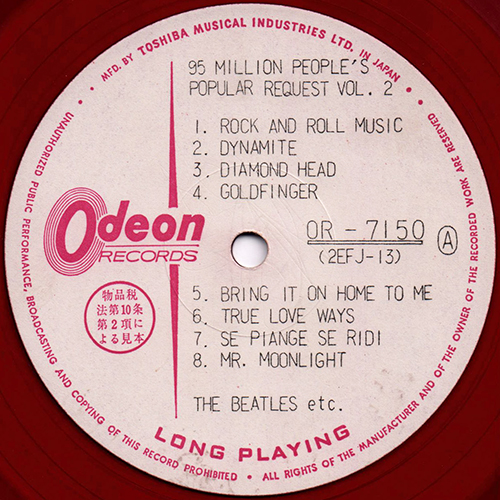 MFD. BY TOSHIBA MUSICAL INDUSTRIES LTD. IN JAPAN
95 MILLION PEOPLE'S
POPULAR REQUEST VOL. 2
1. ROCK AND ROLL MUSIC
2. DYNAMITE
3. DIAMOND HEAD
4. GOLDFINGER
Odeon
RECORDS
OR-7150 A
(2EFJ-13)
物品税
法第10条
第2項に
よる見本
5. BRING IT ON HOME TO ME
6. TRUE LOVE WAYS
7. SE PIANGE SE RIDI
8. MR. MOONLIGHT
THE BEATLES etc.
LONG PLAYING
UNAUTHORIZED PUBLIC PERFORMANCE, BROADCASTING AND COPYING OF THIS RECORD PROHIBITED • ALL RIGHTS OF THE MANUFACTURER AND OF THE OWNER OF THE RECORDED WORK ARE RESERVED